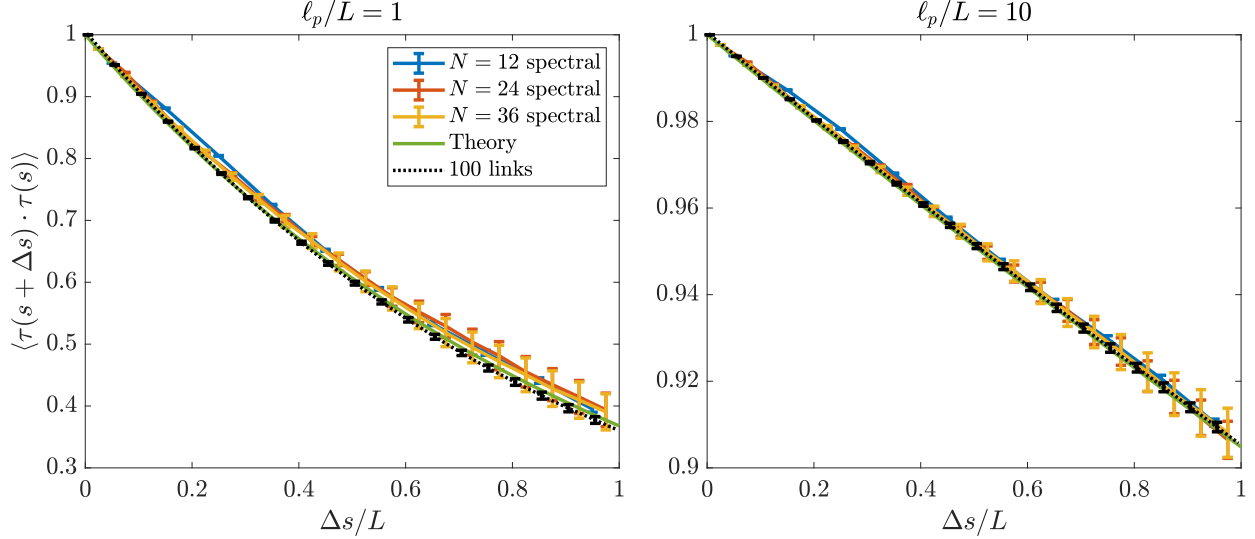 ℓp/L = 1
1
0.9
0.8
0.7
0.6
0.5
0.4
0.3
⟨τ(s + Δs) · τ(s)⟩
N = 12 spectral
N = 24 spectral
N = 36 spectral
Theory
100 links
0 0.2 0.4 0.6 0.8 1
Δs/L
ℓp/L = 10
1
0.98
0.96
0.94
0.92
0.9
0 0.2 0.4 0.6 0.8 1
Δs/L